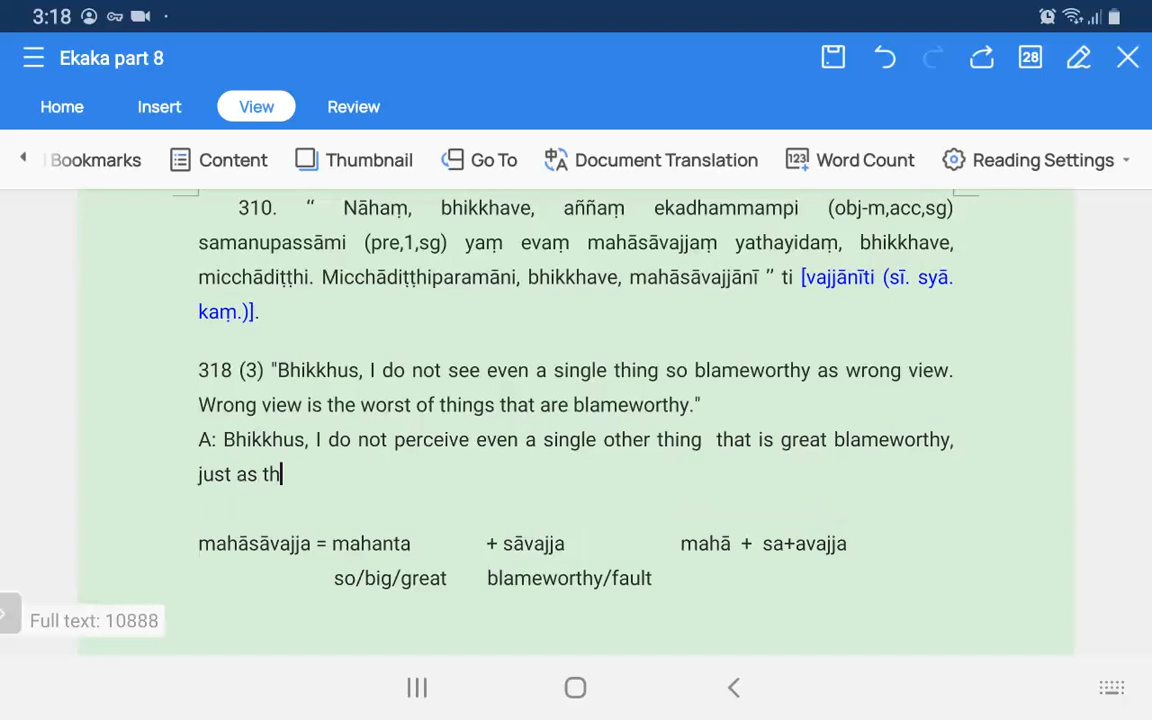 3:18
Ekaka part 8
28
Home Insert View Review
Bookmarks Content Thumbnail Go To Document Translation Word Count Reading Settings
310. “ Nāhaṃ, bhikkhave, aññaṃ ekadhammampi (obj-m,acc,sg)
samanupassāmi (pre,1,sg) yaṃ evaṃ mahāsāvajjaṃ yathayidaṃ, bhikkhave,
micchādiṭṭhi. Micchādiṭṭhiparamāni, bhikkhave, mahāsāvajjānī ” ti [vajjānīti (sī. syā.
kaṃ.)].
318 (3) "Bhikkhus, I do not see even a single thing so blameworthy as wrong view.
Wrong view is the worst of things that are blameworthy."
A: Bhikkhus, I do not perceive even a single other thing that is great blameworthy,
just as th
mahāsāvajja = mahanta + sāvajja mahā + sa+avajja
so/big/great blameworthy/fault
Full text: 10888